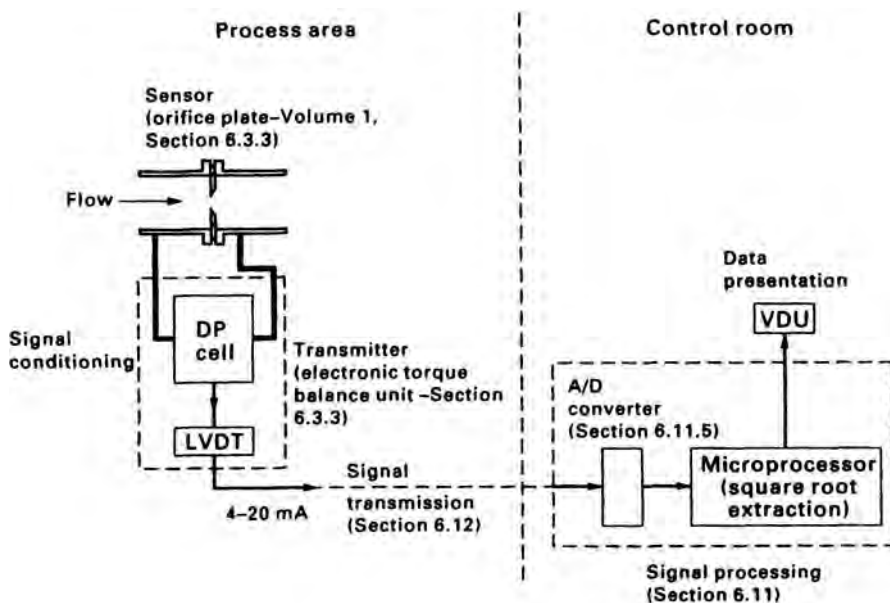 Process area
Control room
Sensor
(orifice plate–Volume 1,
Section 6.3.3)
Flow
Data
presentation
VDU
Signal
conditioning
DP
cell
Transmitter
(electronic torque
balance unit –Section
6.3.3)
LVDT
A/D
converter
(Section 6.11.5)
Microprocessor
(square root
extraction)
Signal
transmission
(Section 6.12)
4–20 mA
Signal processing
(Section 6.11)